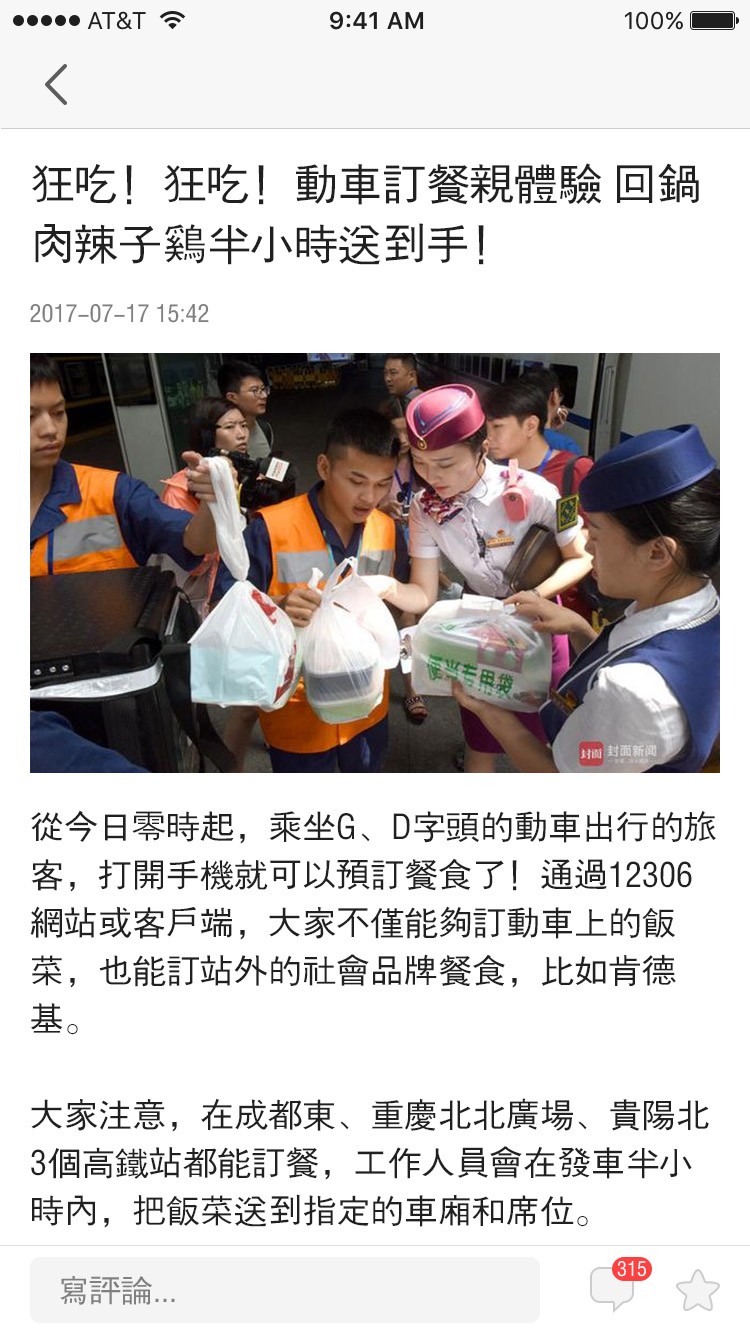 AT&T 9:41 AM 100%
狂吃！狂吃！動車訂餐親體驗 回鍋
肉辣子鷄半小時送到手！
2017-07-17 15:42
便当专用袋
封面 封面新闻
從今日零時起，乘坐G、D字頭的動車出行的旅
客，打開手機就可以預訂餐食了！通過12306
網站或客戶端，大家不僅能夠訂動車上的飯
菜，也能訂站外的社會品牌餐食，比如肯德
基。
大家注意，在成都東、重慶北北廣場、貴陽北
3個高鐵站都能訂餐，工作人員會在發車半小
時內，把飯菜送到指定的車廂和席位。
寫評論...
315